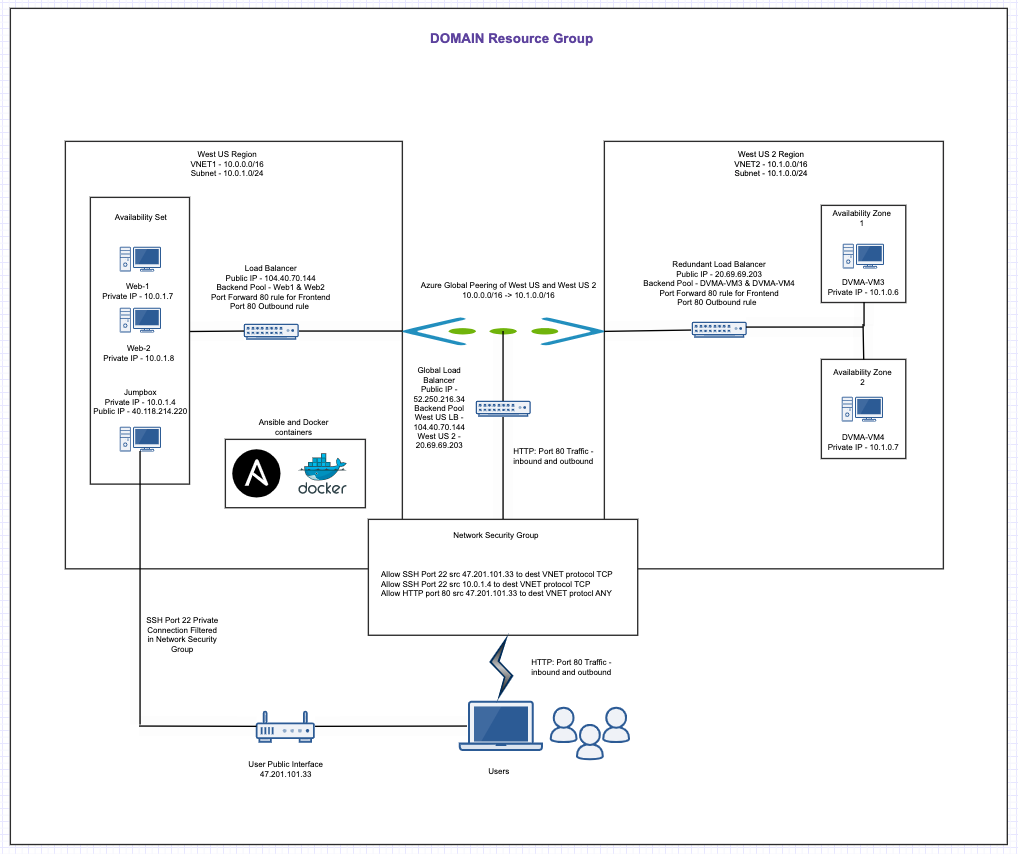 DOMAIN Resource Group
West US Region
VNET1 - 10.0.0.0/16
Subnet - 10.0.1.0/24
Availability Set
Web-1
Private IP - 10.0.1.7
Web-2
Private IP - 10.0.1.8
Jumpbox
Private IP - 10.0.1.4
Public IP - 40.118.214.220
Load Balancer
Public IP - 104.40.70.144
Backend Pool - Web1 & Web2
Port Forward 80 rule for Frontend
Port 80 Outbound rule
Ansible and Docker
containers
A
docker
Azure Global Peering of West US and West US 2
10.0.0.0/16 -> 10.1.0.0/16
Global Load
Balancer
Public IP -
52.250.216.34
Backend Pool
West US LB -
104.40.70.144
West US 2 -
20.69.69.203
HTTP: Port 80 Traffic -
inbound and outbound
West US 2 Region
VNET2 - 10.1.0.0/16
Subnet - 10.1.0.0/24
Redundant Load Balancer
Public IP - 20.69.69.203
Backend Pool - DVMA-VM3 & DVMA-VM4
Port Forward 80 rule for Frontend
Port 80 Outbound rule
Availability Zone
1
DVMA-VM3
Private IP - 10.1.0.6
Availability Zone
2
DVMA-VM4
Private IP - 10.1.0.7
Network Security Group
Allow SSH Port 22 src 47.201.101.33 to dest VNET protocol TCP
Allow SSH Port 22 src 10.0.1.4 to dest VNET protocol TCP
Allow HTTP port 80 src 47.201.101.33 to dest VNET protocl ANY
SSH Port 22 Private
Connection Filtered
in Network Security
Group
HTTP: Port 80 Traffic -
inbound and outbound
User Public Interface
47.201.101.33
Users